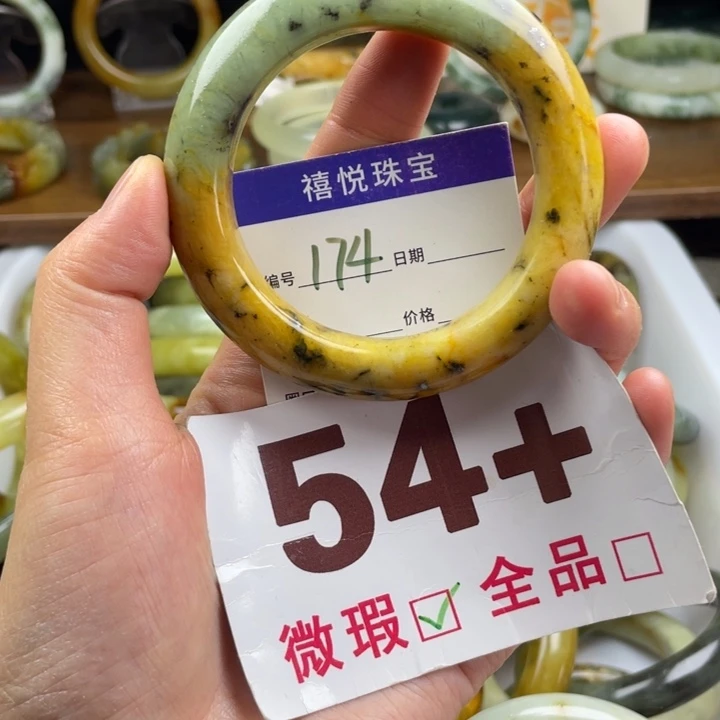 禧悦珠宝
编号 174 日期
价格
54+
微瑕 ☑ 全品 ☐